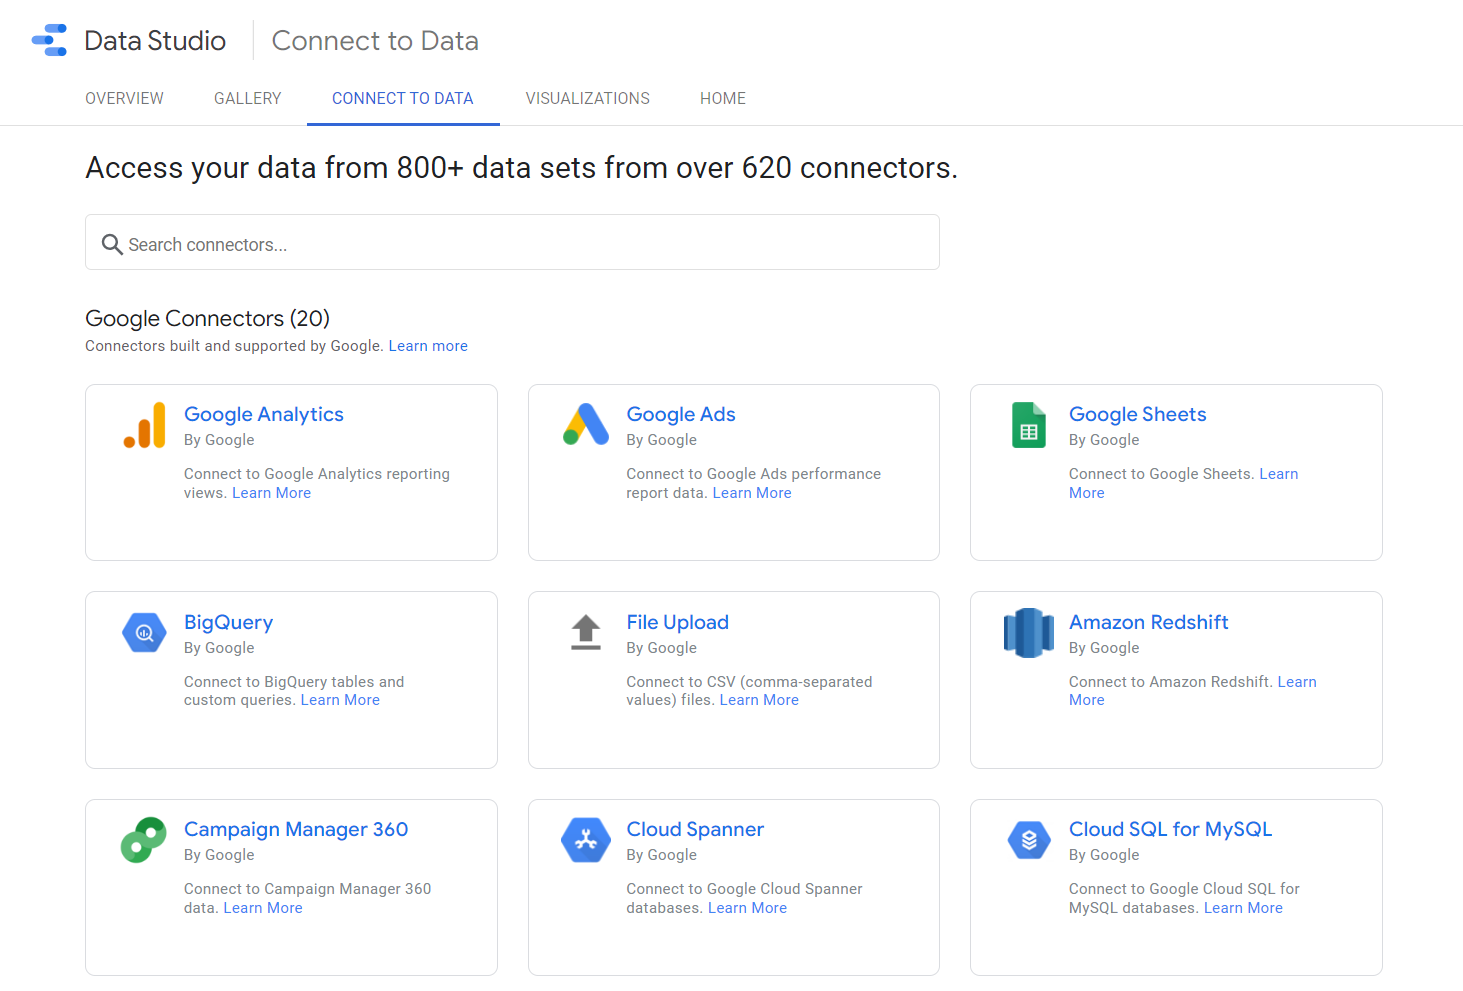 Data Studio
Connect to Data
OVERVIEW
GALLERY
CONNECT TO DATA
VISUALIZATIONS
HOME
Access your data from 800+ data sets from over 620 connectors.
Search connectors...
Google Connectors (20)
Connectors built and supported by Google. Learn more
Google Analytics
By Google
Connect to Google Analytics reporting
views. Learn More
Google Ads
By Google
Connect to Google Ads performance
report data. Learn More
Google Sheets
By Google
Connect to Google Sheets. Learn
More
BigQuery
By Google
Connect to BigQuery tables and
custom queries. Learn More
File Upload
By Google
Connect to CSV (comma-separated
values) files. Learn More
Amazon Redshift
By Google
Connect to Amazon Redshift. Learn
More
Campaign Manager 360
By Google
Connect to Campaign Manager 360
data. Learn More
Cloud Spanner
By Google
Connect to Google Cloud Spanner
databases. Learn More
Cloud SQL for MySQL
By Google
Connect to Google Cloud SQL for
MySQL databases. Learn More